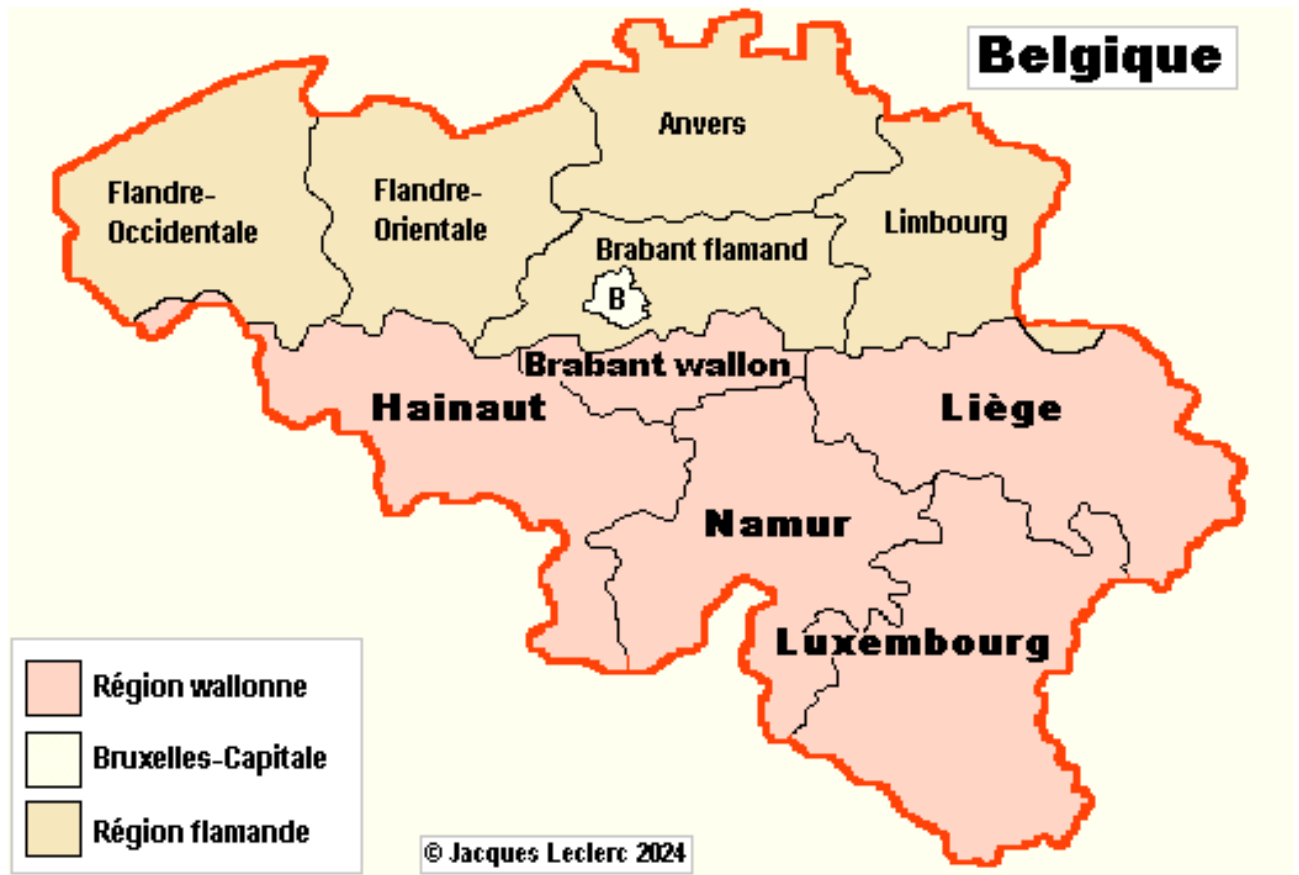 Belgique
Anvers
Flandre-
Occidentale
Flandre-
Orientale
Limbourg
Brabant flamand
B
Brabant wallon
Hainaut
Liège
Namur
Luxembourg
Région wallonne
Bruxelles-Capitale
Région flamande
© Jacques Leclerc 2024